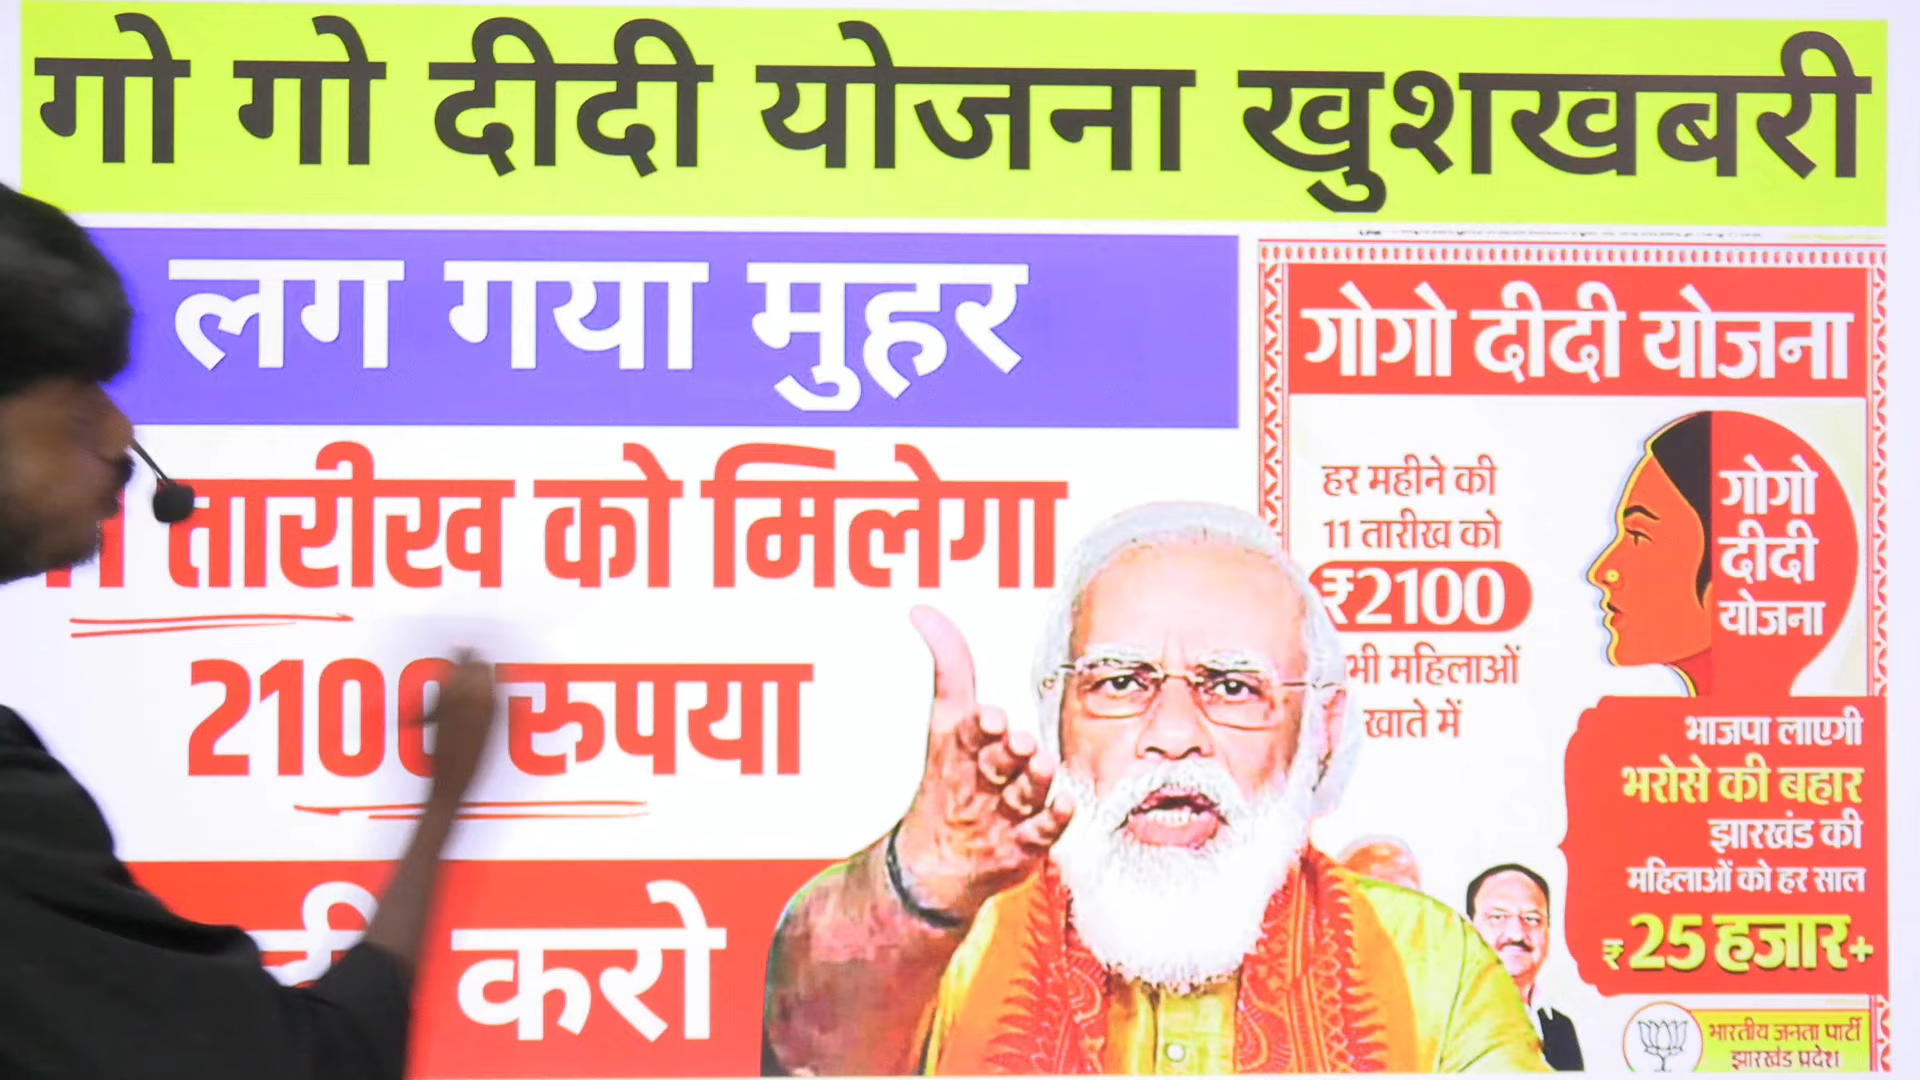 गो गो दीदी योजना खुशखबरी
लग गया मुहर
तारीख को मिलेगा
2100 रुपया
करो
गोगो दीदी योजना
हर महीने की
11 तारीख को
₹2100
भी महिलाओं
खाते में
गोगो
दीदी
योजना
भाजपा लाएगी
भरोसे की बहार
झारखंड की
महिलाओं को हर साल
₹25 हजार+
भारतीय जनता पार्टी
झारखंड प्रदेश